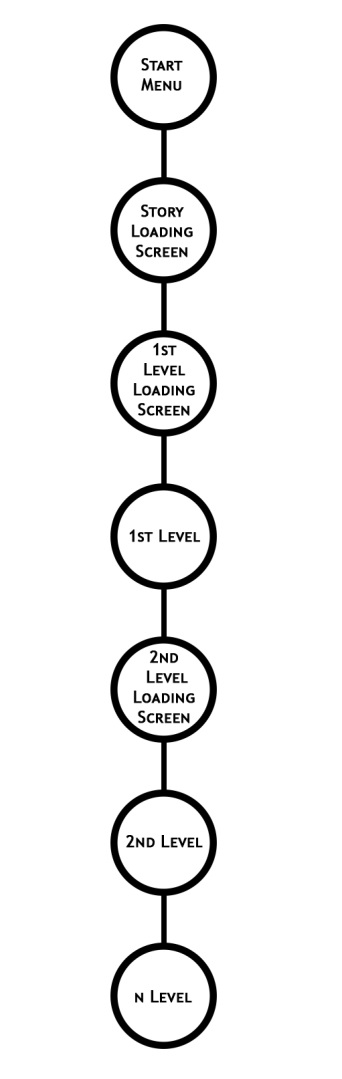 Start
Menu
Story
Loading
Screen
1st
Level
Loading
Screen
1st Level
2nd
Level
Loading
Screen
2nd Level
n Level